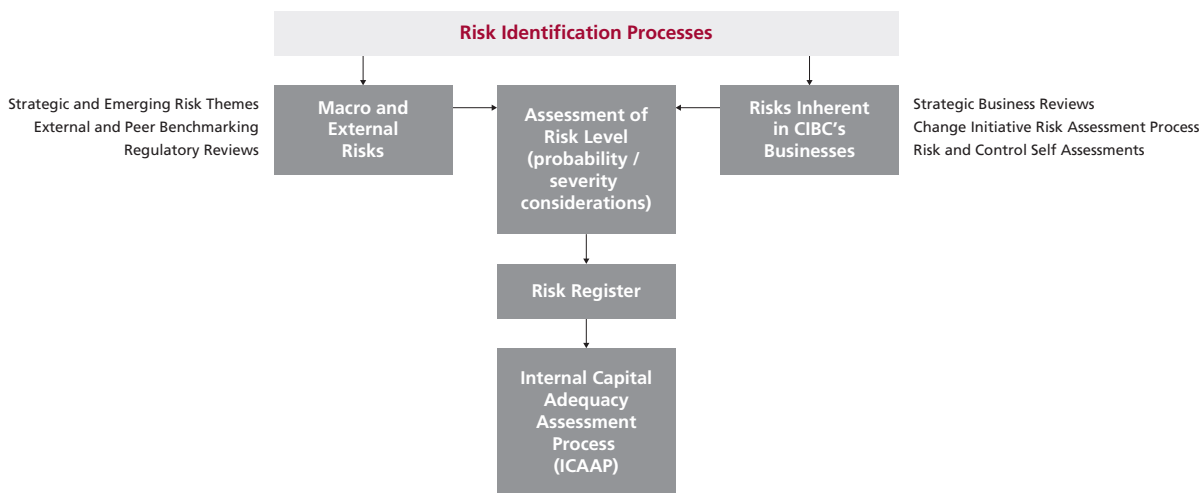 Risk Identification Processes
Strategic and Emerging Risk Themes
External and Peer Benchmarking
Regulatory Reviews
Macro and
External
Risks
Assessment of
Risk Level
(probability /
severity
considerations)
Risks Inherent
in CIBC's
Businesses
Strategic Business Reviews
Change Initiative Risk Assessment Process
Risk and Control Self Assessments
Risk Register
Internal Capital
Adequacy
Assessment
Process
(ICAAP)